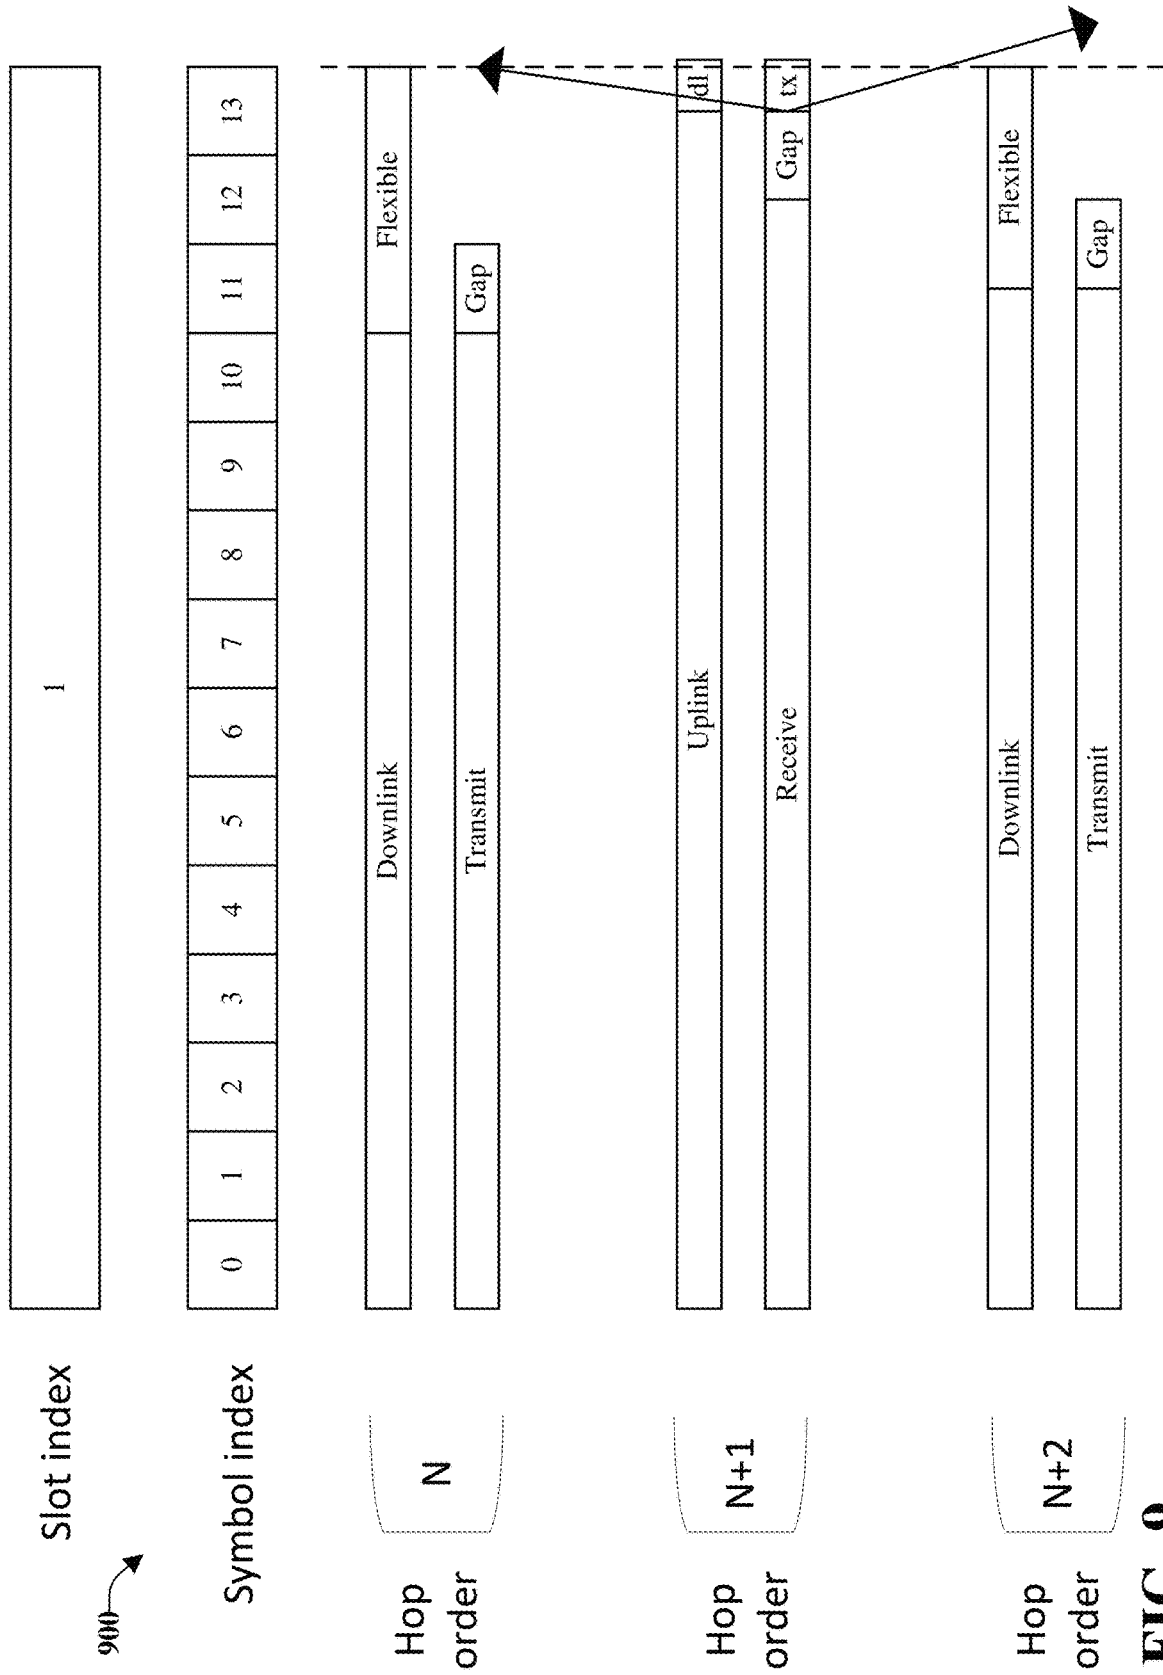 900
Slot index
1
Symbol index
0 1 2 3 4 5 6 7 8 9 10 11 12 13
Hop order
N
Downlink Flexible
Transmit Gap
Hop order
N+1
Uplink dl
Receive Gap tx
Hop order
N+2
Downlink Flexible
Transmit Gap
FIG. 9